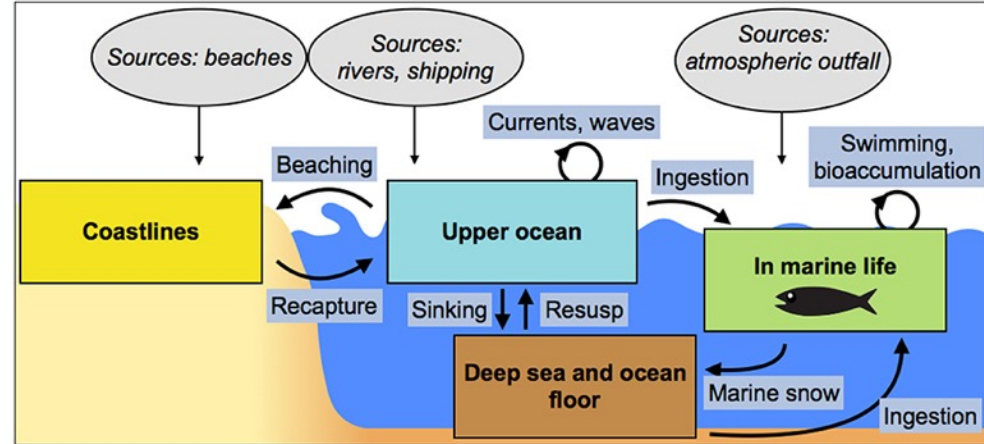 Sources: beaches
Sources:
rivers, shipping
Sources:
atmospheric outfall
Currents, waves
Swimming,
bioaccumulation
Beaching
Ingestion
Coastlines
Upper ocean
In marine life
Recapture
Sinking
Resusp
Deep sea and ocean
floor
Marine snow
Ingestion